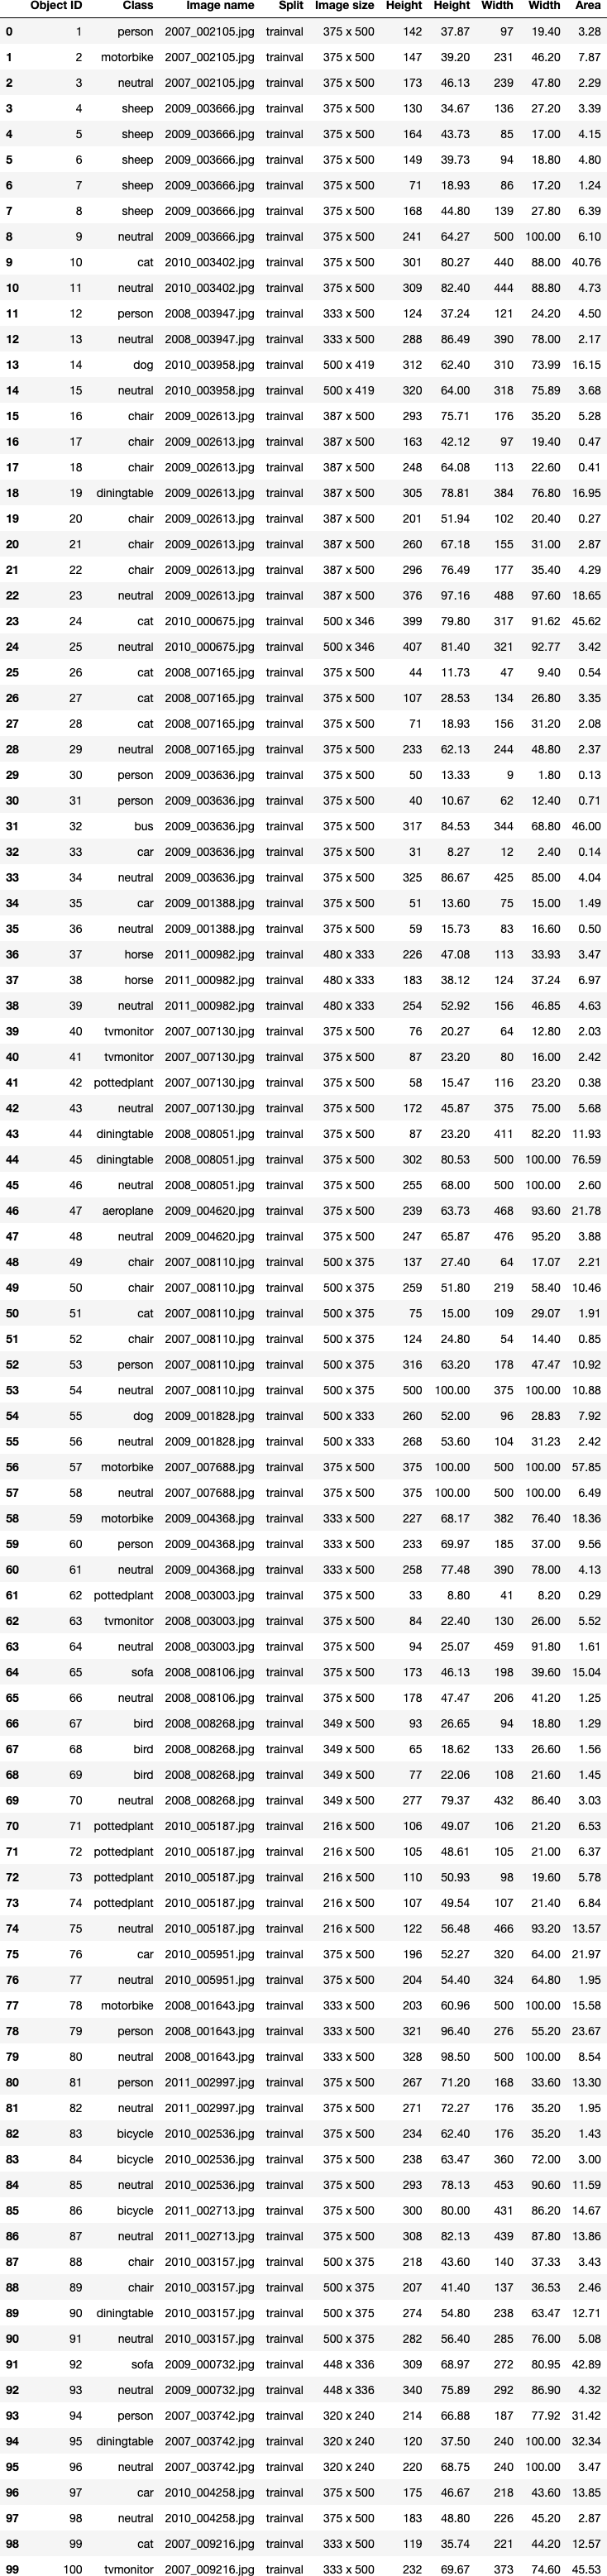 Object ID Class Image name Split Image size Height Height Width Width Area
0 1 person 2007_002105.jpg trainval 375 x 500 142 37.87 97 19.40 3.28
1 2 motorbike 2007_002105.jpg trainval 375 x 500 147 39.20 231 46.20 7.87
2 3 neutral 2007_002105.jpg trainval 375 x 500 173 46.13 239 47.80 2.29
3 4 sheep 2009_003666.jpg trainval 375 x 500 130 34.67 136 27.20 3.39
4 5 sheep 2009_003666.jpg trainval 375 x 500 164 43.73 85 17.00 4.15
5 6 sheep 2009_003666.jpg trainval 375 x 500 149 39.73 94 18.80 4.80
6 7 sheep 2009_003666.jpg trainval 375 x 500 71 18.93 86 17.20 1.24
7 8 sheep 2009_003666.jpg trainval 375 x 500 168 44.80 139 27.80 6.39
8 9 neutral 2009_003666.jpg trainval 375 x 500 241 64.27 500 100.00 6.10
9 10 cat 2010_003402.jpg trainval 375 x 500 301 80.27 440 88.00 40.76
10 11 neutral 2010_003402.jpg trainval 375 x 500 309 82.40 444 88.80 4.73
11 12 person 2008_003947.jpg trainval 333 x 500 124 37.24 121 24.20 4.50
12 13 neutral 2008_003947.jpg trainval 333 x 500 288 86.49 390 78.00 2.17
13 14 dog 2010_003958.jpg trainval 500 x 419 312 62.40 310 73.99 16.15
14 15 neutral 2010_003958.jpg trainval 500 x 419 320 64.00 318 75.89 3.68
15 16 chair 2009_002613.jpg trainval 387 x 500 293 75.71 176 35.20 5.28
16 17 chair 2009_002613.jpg trainval 387 x 500 163 42.12 97 19.40 0.47
17 18 chair 2009_002613.jpg trainval 387 x 500 248 64.08 113 22.60 0.41
18 19 diningtable 2009_002613.jpg trainval 387 x 500 305 78.81 384 76.80 16.95
19 20 chair 2009_002613.jpg trainval 387 x 500 201 51.94 102 20.40 0.27
20 21 chair 2009_002613.jpg trainval 387 x 500 260 67.18 155 31.00 2.87
21 22 chair 2009_002613.jpg trainval 387 x 500 296 76.49 177 35.40 4.29
22 23 neutral 2009_002613.jpg trainval 387 x 500 376 97.16 488 97.60 18.65
23 24 cat 2010_000675.jpg trainval 500 x 346 399 79.80 317 91.62 45.62
24 25 neutral 2010_000675.jpg trainval 500 x 346 407 81.40 321 92.77 3.42
25 26 cat 2008_007165.jpg trainval 375 x 500 44 11.73 47 9.40 0.54
26 27 cat 2008_007165.jpg trainval 375 x 500 107 28.53 134 26.80 3.35
27 28 cat 2008_007165.jpg trainval 375 x 500 71 18.93 156 31.20 2.08
28 29 neutral 2008_007165.jpg trainval 375 x 500 233 62.13 244 48.80 2.37
29 30 person 2009_003636.jpg trainval 375 x 500 50 13.33 9 1.80 0.13
30 31 person 2009_003636.jpg trainval 375 x 500 40 10.67 62 12.40 0.71
31 32 bus 2009_003636.jpg trainval 375 x 500 317 84.53 344 68.80 46.00
32 33 car 2009_003636.jpg trainval 375 x 500 31 8.27 12 2.40 0.14
33 34 neutral 2009_003636.jpg trainval 375 x 500 325 86.67 425 85.00 4.04
34 35 car 2009_001388.jpg trainval 375 x 500 51 13.60 75 15.00 1.49
35 36 neutral 2009_001388.jpg trainval 375 x 500 59 15.73 83 16.60 0.50
36 37 horse 2011_000982.jpg trainval 480 x 333 226 47.08 113 33.93 3.47
37 38 horse 2011_000982.jpg trainval 480 x 333 183 38.12 124 37.24 6.97
38 39 neutral 2011_000982.jpg trainval 480 x 333 254 52.92 156 46.85 4.63
39 40 tvmonitor 2007_007130.jpg trainval 375 x 500 76 20.27 64 12.80 2.03
40 41 tvmonitor 2007_007130.jpg trainval 375 x 500 87 23.20 80 16.00 2.42
41 42 pottedplant 2007_007130.jpg trainval 375 x 500 58 15.47 116 23.20 0.38
42 43 neutral 2007_007130.jpg trainval 375 x 500 172 45.87 375 75.00 5.68
43 44 diningtable 2008_008051.jpg trainval 375 x 500 87 23.20 411 82.20 11.93
44 45 diningtable 2008_008051.jpg trainval 375 x 500 302 80.53 500 100.00 76.59
45 46 neutral 2008_008051.jpg trainval 375 x 500 255 68.00 500 100.00 2.60
46 47 aeroplane 2009_004620.jpg trainval 375 x 500 239 63.73 468 93.60 21.78
47 48 neutral 2009_004620.jpg trainval 375 x 500 247 65.87 476 95.20 3.88
48 49 chair 2007_008110.jpg trainval 500 x 375 137 27.40 64 17.07 2.21
49 50 chair 2007_008110.jpg trainval 500 x 375 259 51.80 219 58.40 10.46
50 51 cat 2007_008110.jpg trainval 500 x 375 75 15.00 109 29.07 1.91
51 52 chair 2007_008110.jpg trainval 500 x 375 124 24.80 54 14.40 0.85
52 53 person 2007_008110.jpg trainval 500 x 375 316 63.20 178 47.47 10.92
53 54 neutral 2007_008110.jpg trainval 500 x 375 500 100.00 375 100.00 10.88
54 55 dog 2009_001828.jpg trainval 500 x 333 260 52.00 96 28.83 7.92
55 56 neutral 2009_001828.jpg trainval 500 x 333 268 53.60 104 31.23 2.42
56 57 motorbike 2007_007688.jpg trainval 375 x 500 375 100.00 500 100.00 57.85
57 58 neutral 2007_007688.jpg trainval 375 x 500 375 100.00 500 100.00 6.49
58 59 motorbike 2009_004368.jpg trainval 333 x 500 227 68.17 382 76.40 18.36
59 60 person 2009_004368.jpg trainval 333 x 500 233 69.97 185 37.00 9.56
60 61 neutral 2009_004368.jpg trainval 333 x 500 258 77.48 390 78.00 4.13
61 62 pottedplant 2008_003003.jpg trainval 375 x 500 33 8.80 41 8.20 0.29
62 63 tvmonitor 2008_003003.jpg trainval 375 x 500 84 22.40 130 26.00 5.52
63 64 neutral 2008_003003.jpg trainval 375 x 500 94 25.07 459 91.80 1.61
64 65 sofa 2008_008106.jpg trainval 375 x 500 173 46.13 198 39.60 15.04
65 66 neutral 2008_008106.jpg trainval 375 x 500 178 47.47 206 41.20 1.25
66 67 bird 2008_008268.jpg trainval 349 x 500 93 26.65 94 18.80 1.29
67 68 bird 2008_008268.jpg trainval 349 x 500 65 18.62 133 26.60 1.56
68 69 bird 2008_008268.jpg trainval 349 x 500 77 22.06 108 21.60 1.45
69 70 neutral 2008_008268.jpg trainval 349 x 500 277 79.37 432 86.40 3.03
70 71 pottedplant 2010_005187.jpg trainval 216 x 500 106 49.07 106 21.20 6.53
71 72 pottedplant 2010_005187.jpg trainval 216 x 500 105 48.61 105 21.00 6.37
72 73 pottedplant 2010_005187.jpg trainval 216 x 500 110 50.93 98 19.60 5.78
73 74 pottedplant 2010_005187.jpg trainval 216 x 500 107 49.54 107 21.40 6.84
74 75 neutral 2010_005187.jpg trainval 216 x 500 122 56.48 466 93.20 13.57
75 76 car 2010_005951.jpg trainval 375 x 500 196 52.27 320 64.00 21.97
76 77 neutral 2010_005951.jpg trainval 375 x 500 204 54.40 324 64.80 1.95
77 78 motorbike 2008_001643.jpg trainval 333 x 500 203 60.96 500 100.00 15.58
78 79 person 2008_001643.jpg trainval 333 x 500 321 96.40 276 55.20 23.67
79 80 neutral 2008_001643.jpg trainval 333 x 500 328 98.50 500 100.00 8.54
80 81 person 2011_002997.jpg trainval 375 x 500 267 71.20 168 33.60 13.30
81 82 neutral 2011_002997.jpg trainval 375 x 500 271 72.27 176 35.20 1.95
82 83 bicycle 2010_002536.jpg trainval 375 x 500 234 62.40 176 35.20 1.43
83 84 bicycle 2010_002536.jpg trainval 375 x 500 238 63.47 360 72.00 3.00
84 85 neutral 2010_002536.jpg trainval 375 x 500 293 78.13 453 90.60 11.59
85 86 bicycle 2011_002713.jpg trainval 375 x 500 300 80.00 431 86.20 14.67
86 87 neutral 2011_002713.jpg trainval 375 x 500 308 82.13 439 87.80 13.86
87 88 chair 2010_003157.jpg trainval 500 x 375 218 43.60 140 37.33 3.43
88 89 chair 2010_003157.jpg trainval 500 x 375 207 41.40 137 36.53 2.46
89 90 diningtable 2010_003157.jpg trainval 500 x 375 274 54.80 238 63.47 12.71
90 91 neutral 2010_003157.jpg trainval 500 x 375 282 56.40 285 76.00 5.08
91 92 sofa 2009_000732.jpg trainval 448 x 336 309 68.97 272 80.95 42.89
92 93 neutral 2009_000732.jpg trainval 448 x 336 340 75.89 292 86.90 4.32
93 94 person 2007_003742.jpg trainval 320 x 240 214 66.88 187 77.92 31.42
94 95 diningtable 2007_003742.jpg trainval 320 x 240 120 37.50 240 100.00 32.34
95 96 neutral 2007_003742.jpg trainval 320 x 240 220 68.75 240 100.00 3.47
96 97 car 2010_004258.jpg trainval 375 x 500 175 46.67 218 43.60 13.85
97 98 neutral 2010_004258.jpg trainval 375 x 500 183 48.80 226 45.20 2.87
98 99 cat 2007_009216.jpg trainval 333 x 500 119 35.74 221 44.20 12.57
99 100 tvmonitor 2007_009216.jpg trainval 333 x 500 232 69.67 373 74.60 45.53